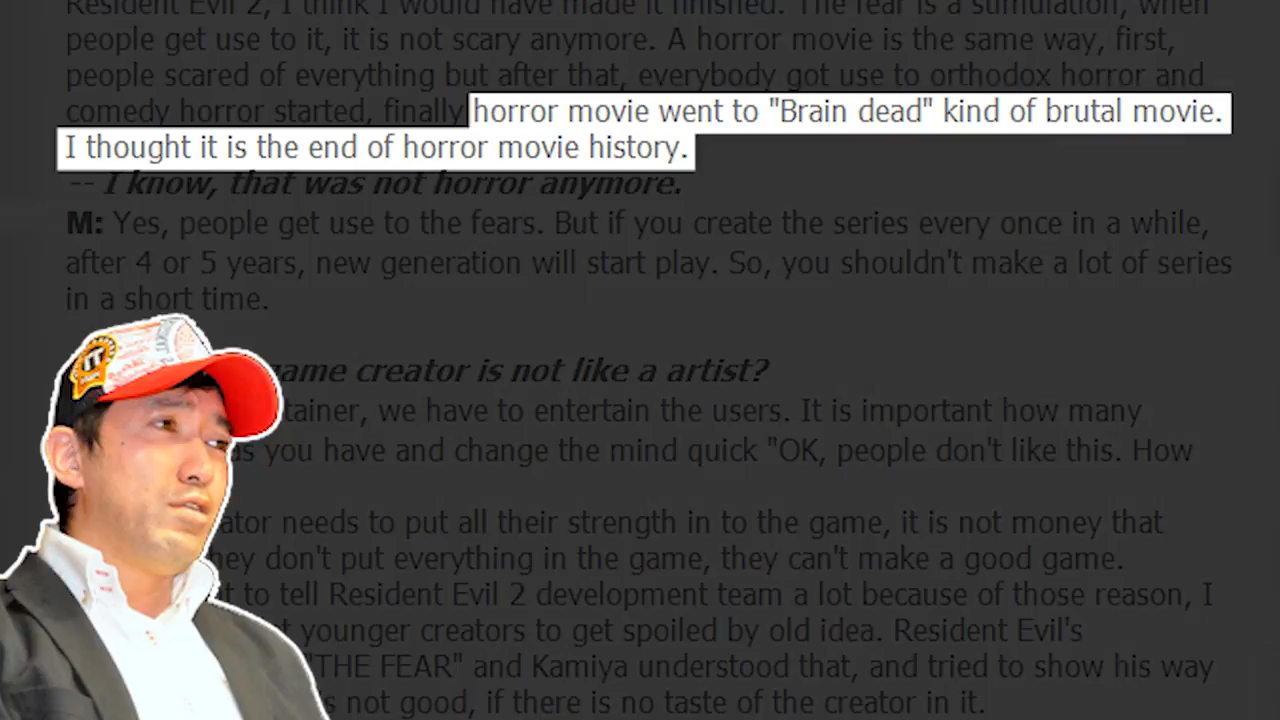 Resident Evil 2, I think I would have made it finished. The fear is a stimulation, when
people get use to it, it is not scary anymore. A horror movie is the same way, first,
people scared of everything but after that, everybody got use to orthodox horror and
comedy horror started, finally horror movie went to "Brain dead" kind of brutal movie.
I thought it is the end of horror movie history.
-- I know, that was not horror anymore.
M: Yes, people get use to the fears. But if you create the series every once in a while,
after 4 or 5 years, new generation will start play. So, you shouldn't make a lot of series
in a short time.
game creator is not like a artist?
tainer, we have to entertain the users. It is important how many
as you have and change the mind quick "OK, people don't like this. How
ator needs to put all their strength in to the game, it is not money that
hey don't put everything in the game, they can't make a good game.
t to tell Resident Evil 2 development team a lot because of those reason, I
t younger creators to get spoiled by old idea. Resident Evil's
"THE FEAR" and Kamiya understood that, and tried to show his way
s not good, if there is no taste of the creator in it.